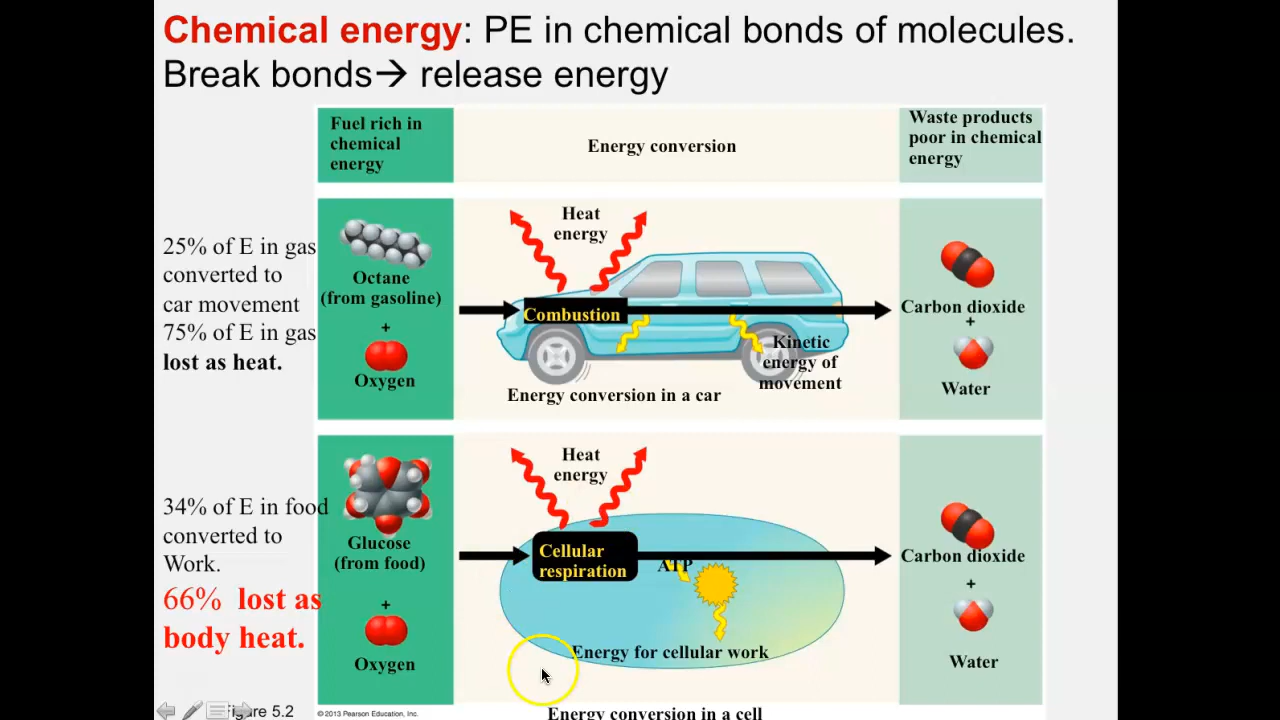 Chemical energy: PE in chemical bonds of molecules.
Break bonds→ release energy
Fuel rich in
chemical
energy
Energy conversion
Waste products
poor in chemical
energy
25% of E in gas
converted to
car movement
75% of E in gas
lost as heat.
Octane
(from gasoline)
+
Oxygen
Heat
energy
Combustion
Kinetic
energy of
movement
Energy conversion in a car
Carbon dioxide
+
Water
34% of E in food
converted to
Work.
66% lost as
body heat.
Glucose
(from food)
+
Oxygen
Heat
energy
Cellular
respiration
ATP
Energy for cellular work
Energy conversion in a cell
Carbon dioxide
+
Water
Figure 5.2
© 2013 Pearson Education, Inc.